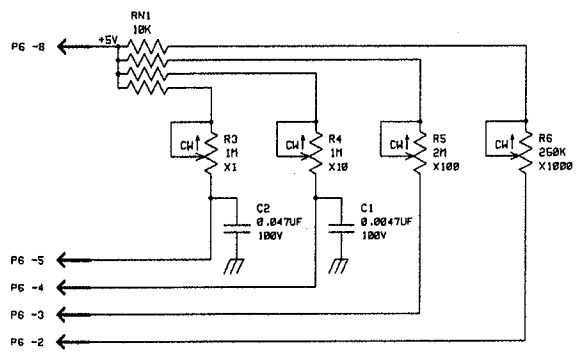 RN1
10K
+5V
P6 -8
CW
R3
1M
X1
CW
R4
1M
X10
CW
R5
2M
X100
CW
R6
250K
X1000
C2
0.047UF
100V
C1
0.0047UF
100V
P6 -5
P6 -4
P6 -3
P6 -2